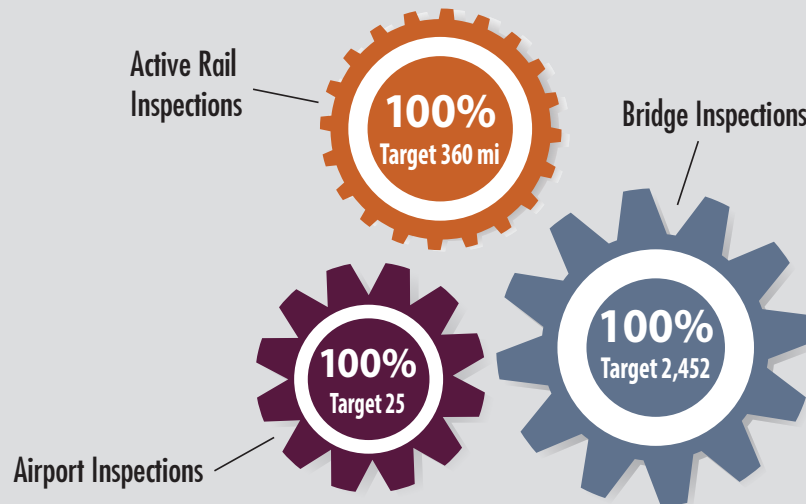 Active Rail
Inspections
100%
Target 360 mi
Bridge Inspections
100%
Target 2,452
100%
Target 25
Airport Inspections